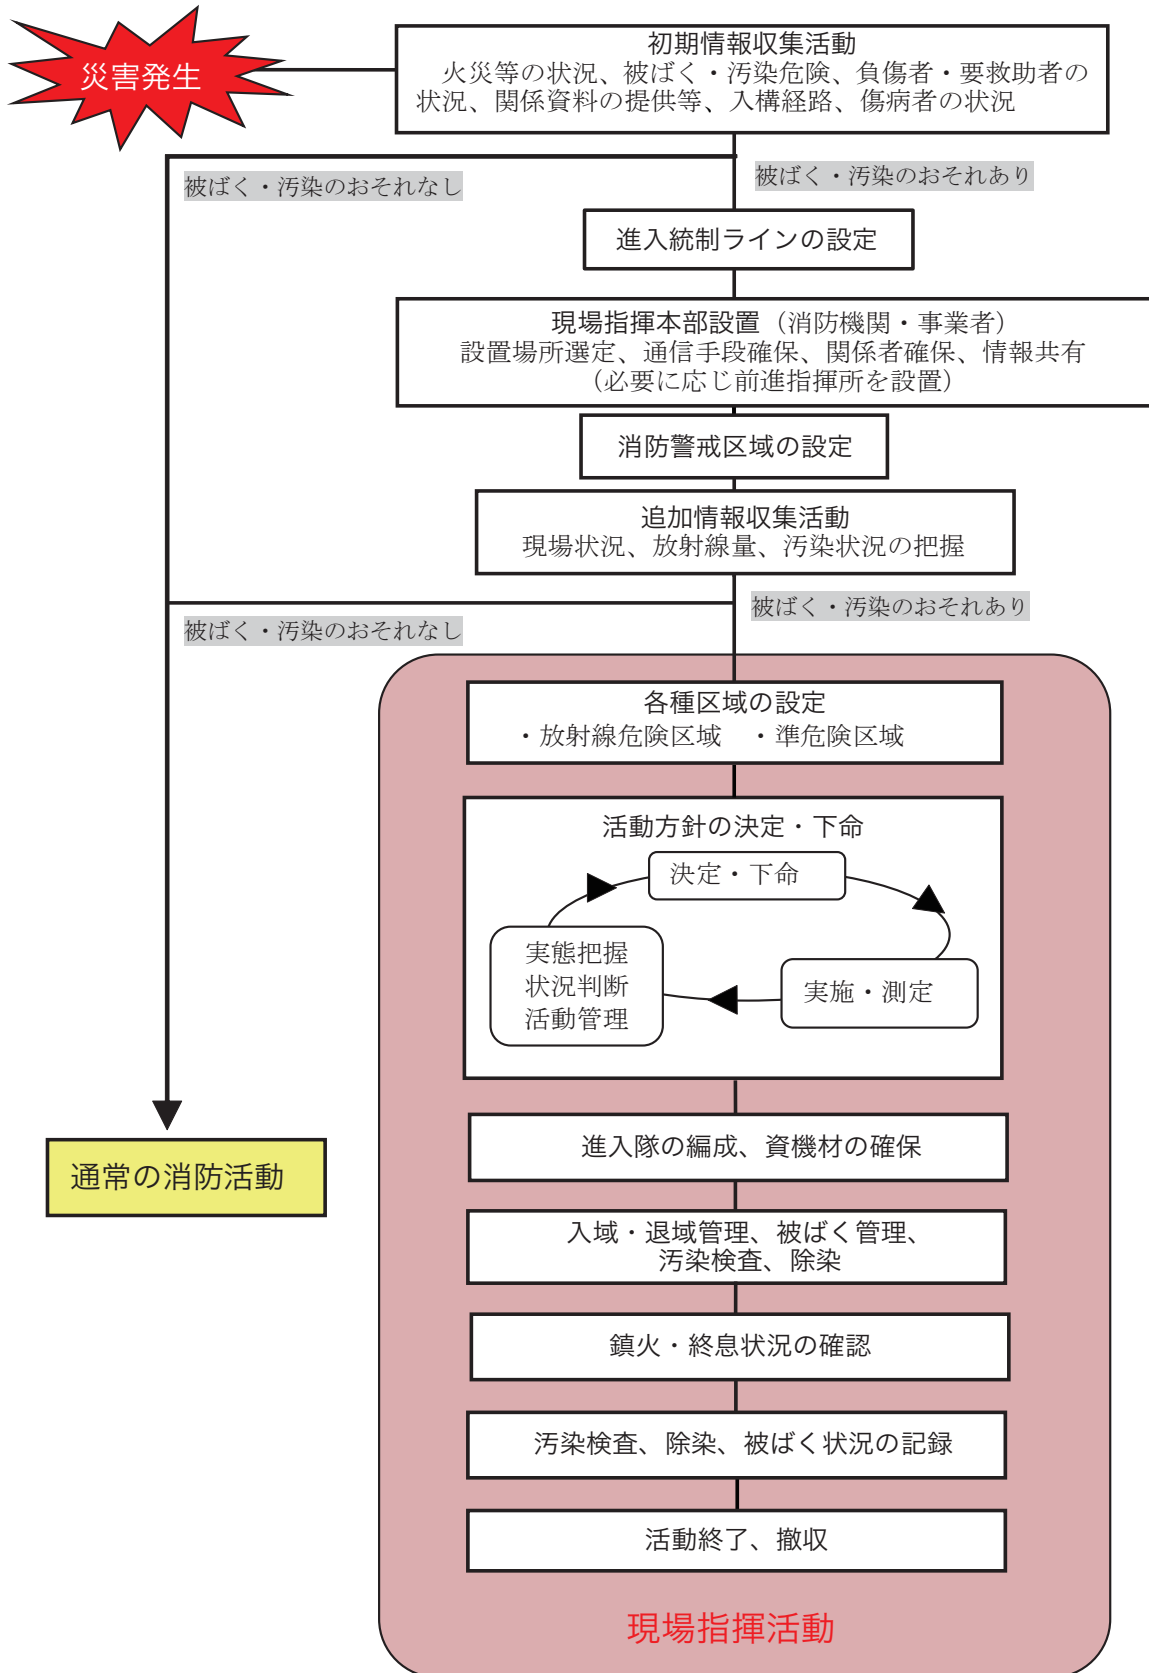 災害発生
初期情報収集活動
火災等の状況、被ばく・汚染危険、負傷者・要救助者の
状況、関係資料の提供等、入構経路、傷病者の状況
被ばく・汚染のおそれなし
被ばく・汚染のおそれあり
進入統制ラインの設定
現場指揮本部設置（消防機関・事業者）
設置場所選定、通信手段確保、関係者確保、情報共有
（必要に応じ前進指揮所を設置）
消防警戒区域の設定
追加情報収集活動
現場状況、放射線量、汚染状況の把握
被ばく・汚染のおそれなし
被ばく・汚染のおそれあり
各種区域の設定
・放射線危険区域　・準危険区域
活動方針の決定・下命
決定・下命
実態把握
状況判断
活動管理
実施・測定
進入隊の編成、資機材の確保
通常の消防活動
入域・退域管理、被ばく管理、
汚染検査、除染
鎮火・終息状況の確認
汚染検査、除染、被ばく状況の記録
活動終了、撤収
現場指揮活動